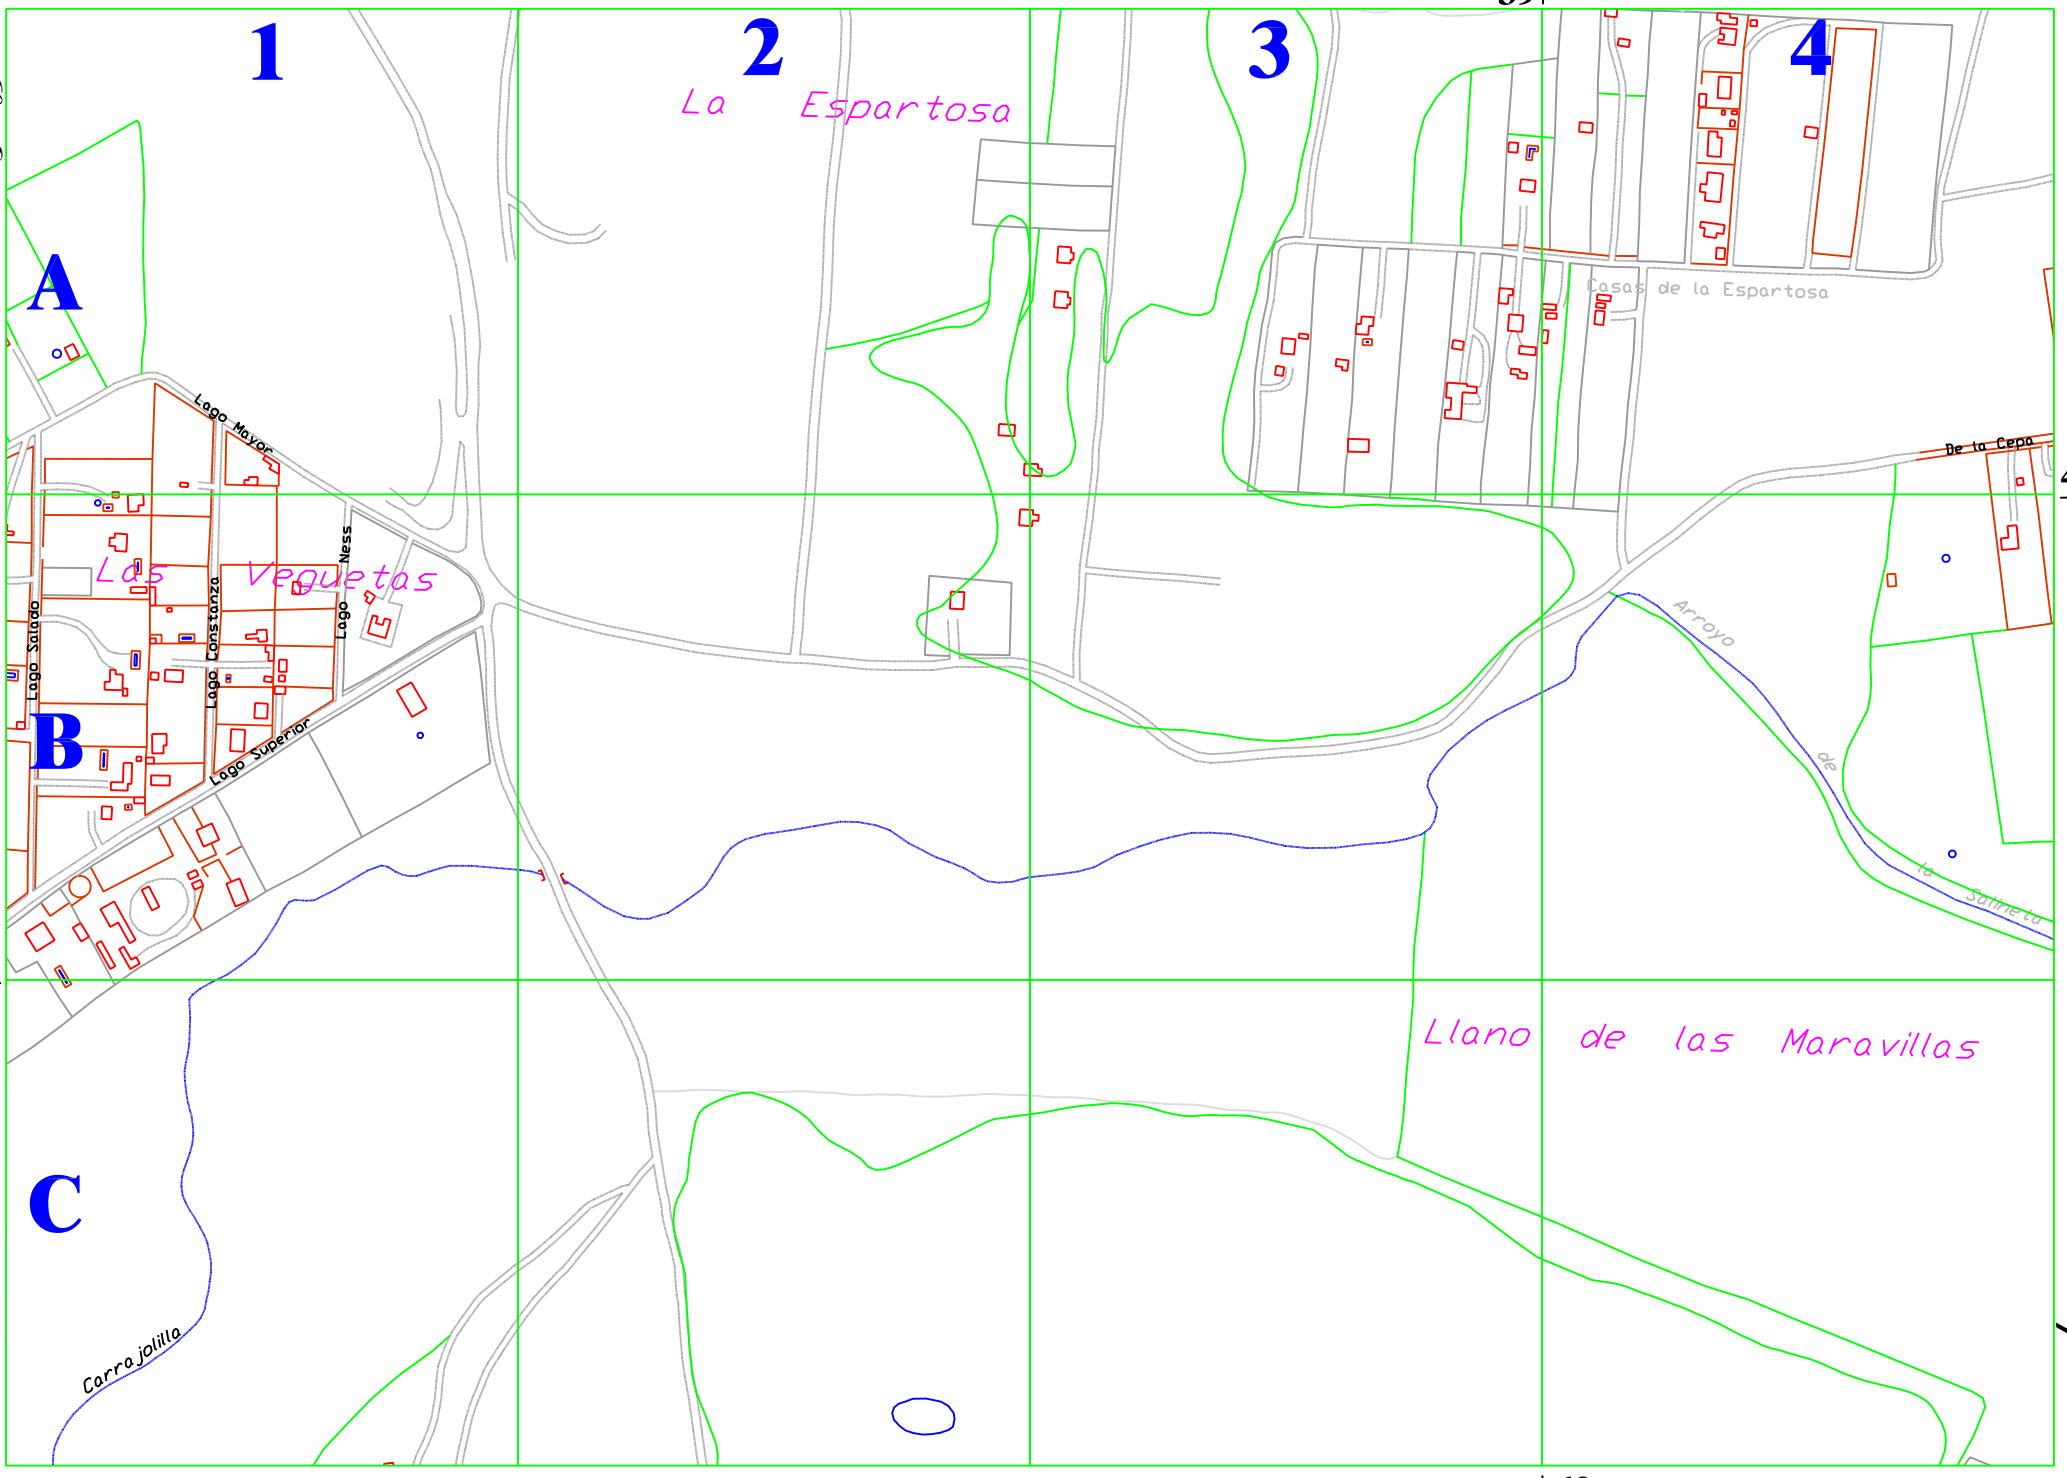 1
2
3
4
La Espartosa
A
Casas de la Espartosa
Lago Mayor
De la Cepa
Lago Ness
Las Veguetas
Lago Salado
Lago Constanza
Arroyo de la Salineta
B
Lago Superior
Llano de las Maravillas
C
Carrajolilla